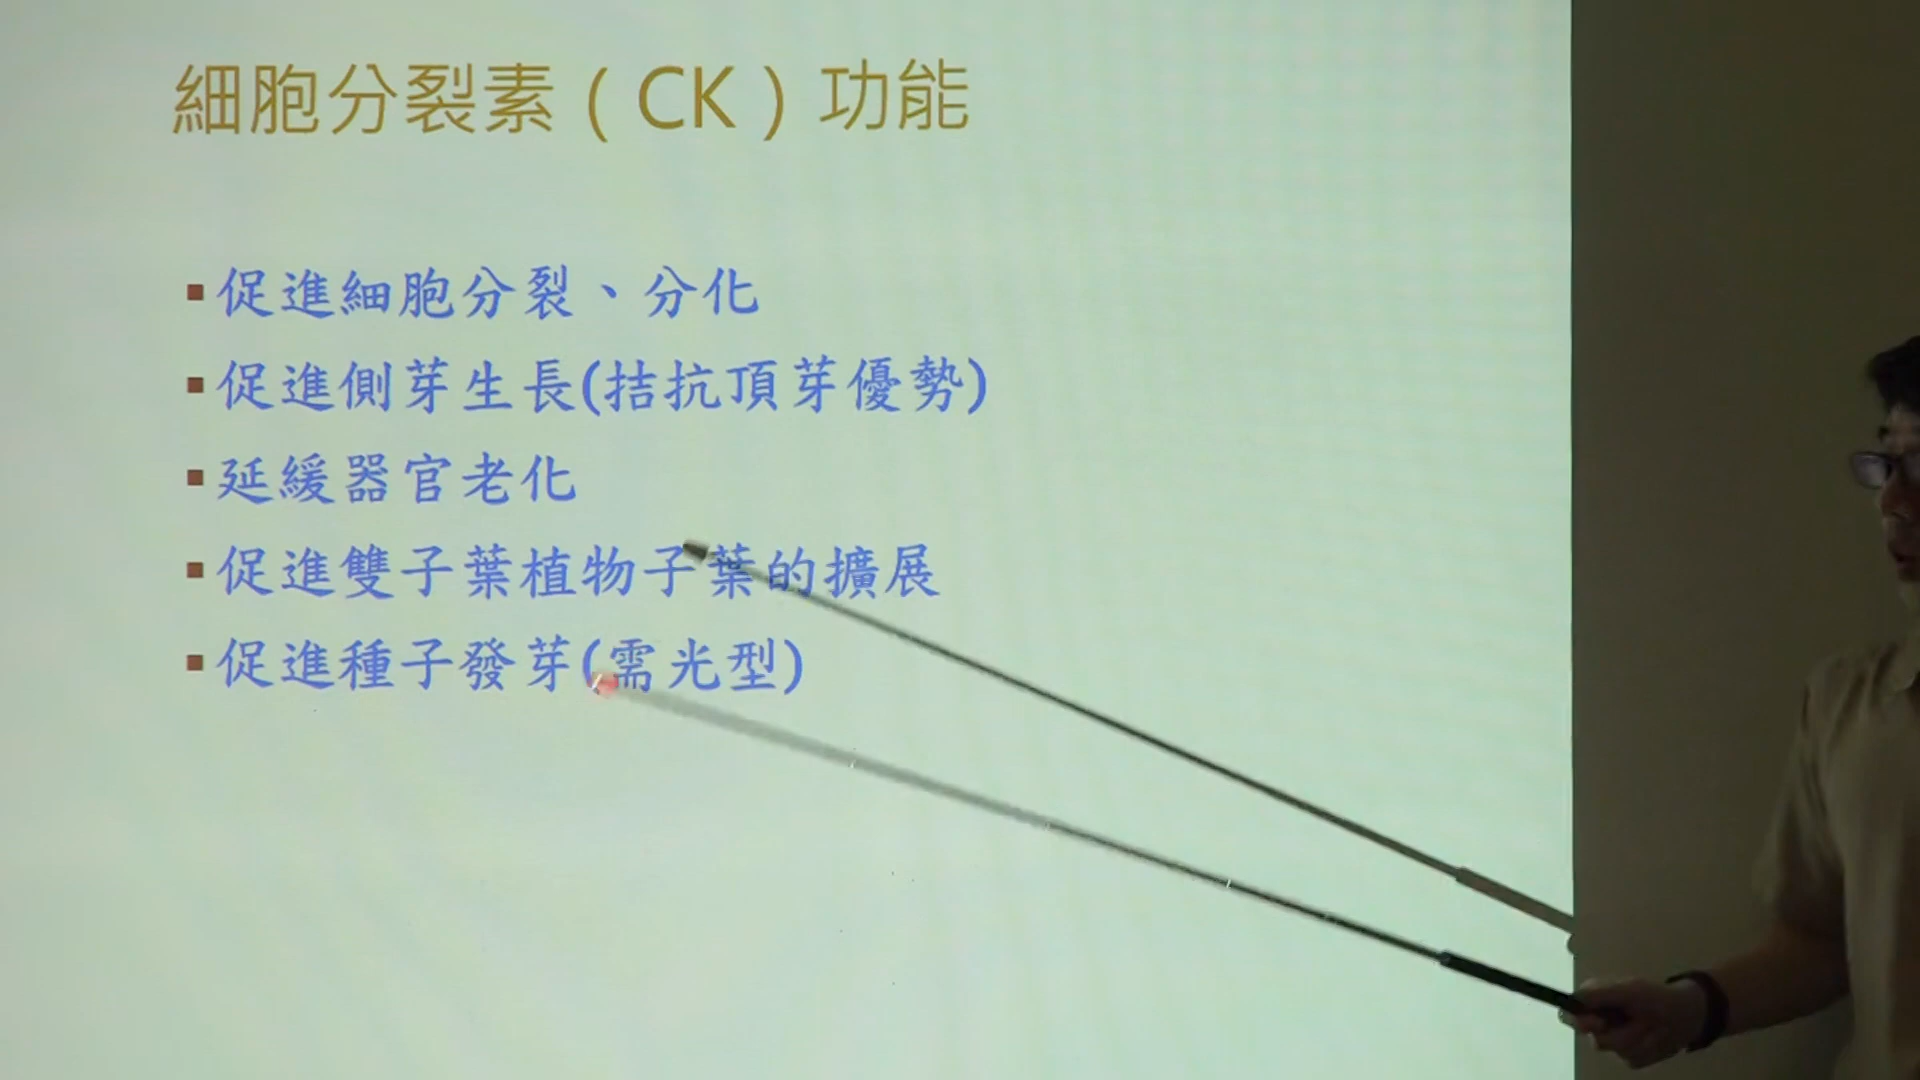 細胞分裂素（CK）功能
▪促進細胞分裂、分化
▪促進側芽生長(拮抗頂芽優勢)
▪延緩器官老化
▪促進雙子葉植物子葉的擴展
▪促進種子發芽(需光型)